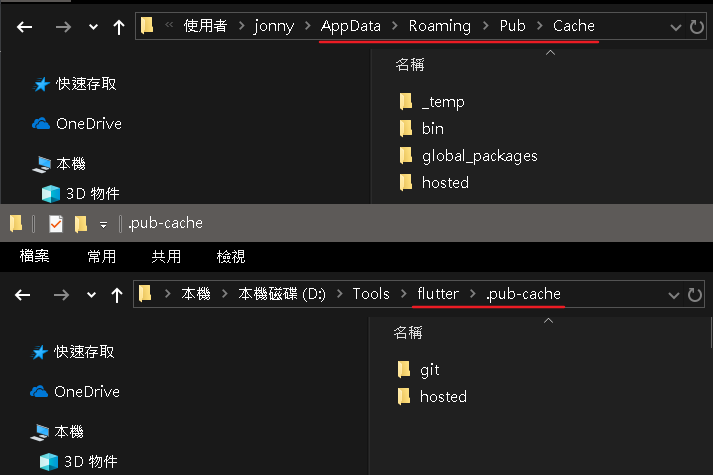 使用者 > jonny > AppData > Roaming > Pub > Cache
名稱
快速存取
_temp
OneDrive
bin
本機
global_packages
3D 物件
hosted
.pub-cache
檔案 常用 共用 檢視
本機 > 本機磁碟 (D:) > Tools > flutter > .pub-cache
名稱
快速存取
git
OneDrive
hosted
本機
3D 物件